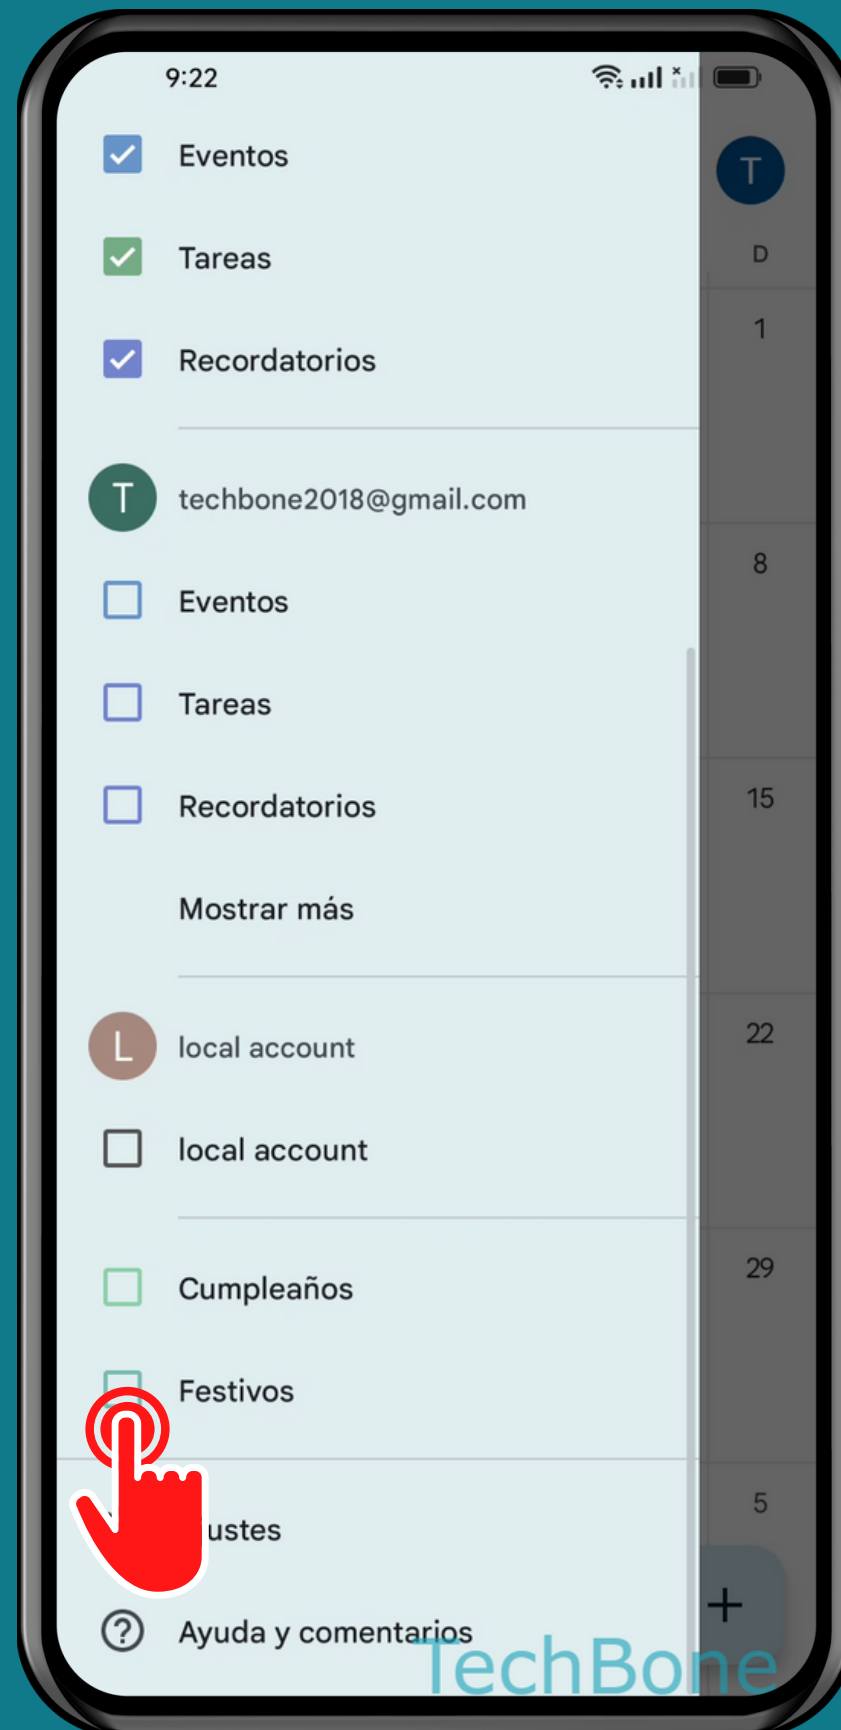 9:22
Eventos
T
Tareas
D
1
Recordatorios
T
techbone2018@gmail.com
8
Eventos
Tareas
15
Recordatorios
Mostrar más
22
L
local account
local account
29
Cumpleaños
Festivos
5
ustes
Ayuda y comentarios
TechBone